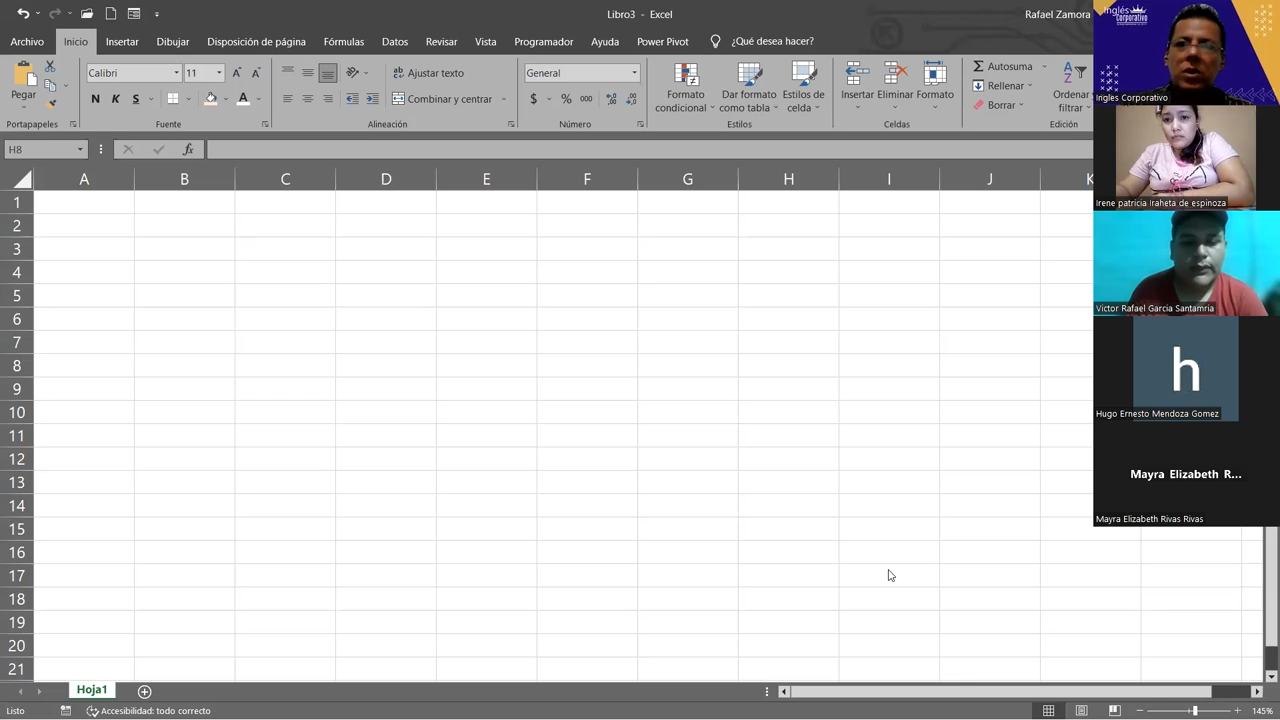 Libro3 - Excel
Rafael Zamora
Archivo Inicio Insertar Dibujar Disposición de página Fórmulas Datos Revisar Vista Programador Ayuda Power Pivot ¿Qué desea hacer?
Pegar
Calibri 11
N K S
Ajustar texto
Combinar y centrar
General
$ % 000
Formato condicional
Dar formato como tabla
Estilos de celda
Insertar Eliminar Formato
Autosuma
Rellenar
Borrar
Ordenar filtrar
Portapapeles Fuente Alineación Número Estilos Celdas Edición
H8 fx
A B C D E F G H I J K
1
2
3
4
5
6
7
8
9
10
11
12
13
14
15
16
17
18
19
20
21
Hoja1
Listo Accesibilidad: todo correcto 145%
Inglés Corporativo
Ingles Corporativo
Irene patricia Iraheta de espinoza
Victor Rafael Garcia Santamria
h
Hugo Ernesto Mendoza Gomez
Mayra Elizabeth R...
Mayra Elizabeth Rivas Rivas